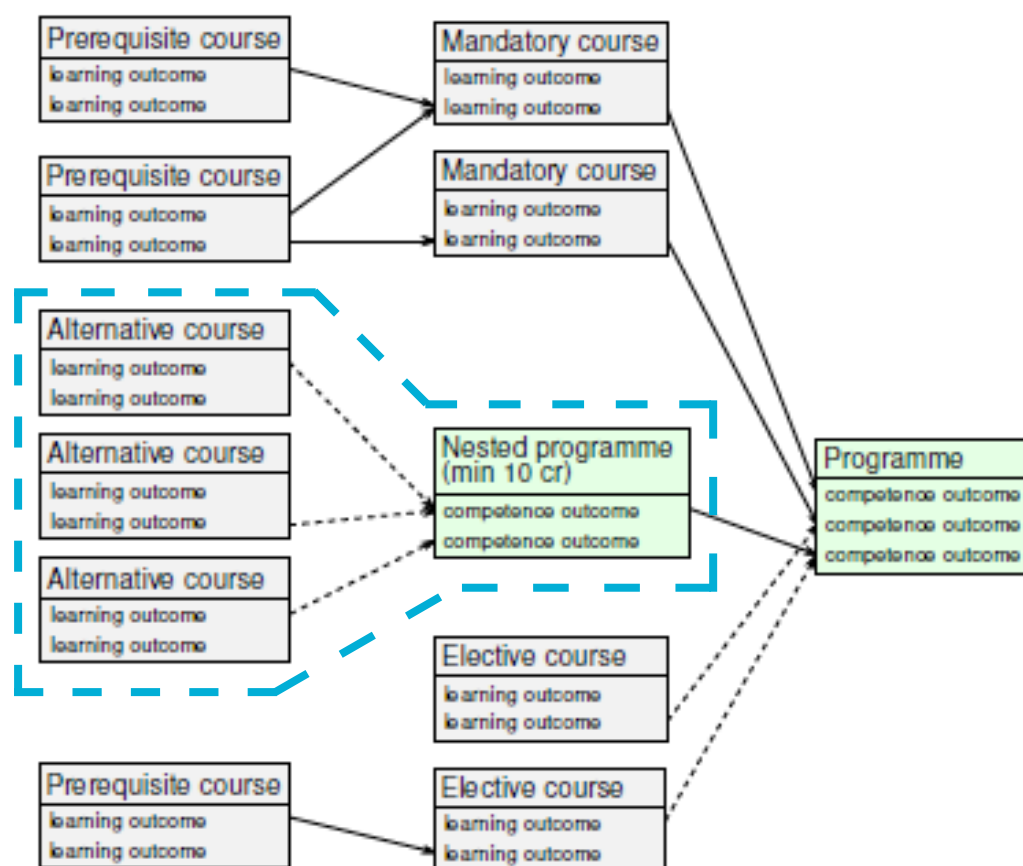 Prerequisite course
learning outcome
learning outcome
Mandatory course
learning outcome
learning outcome
Prerequisite course
learning outcome
learning outcome
Mandatory course
learning outcome
learning outcome
Alternative course
learning outcome
learning outcome
Alternative course
learning outcome
learning outcome
Alternative course
learning outcome
learning outcome
Nested programme
(min 10 cr)
competence outcome
competence outcome
Programme
competence outcome
competence outcome
competence outcome
Elective course
learning outcome
learning outcome
Prerequisite course
learning outcome
learning outcome
Elective course
learning outcome
learning outcome